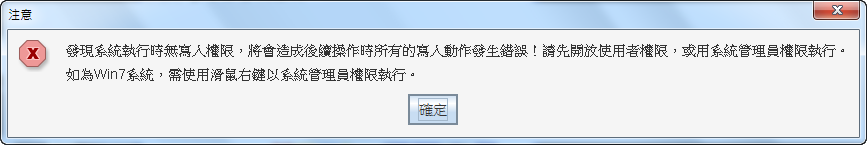 注意
發現系統執行時無寫入權限，將會造成後續操作時所有的寫入動作發生錯誤！請先開放使用者權限，或用系統管理員權限執行。
如為Win7系統，需使用滑鼠右鍵以系統管理員權限執行。
確定